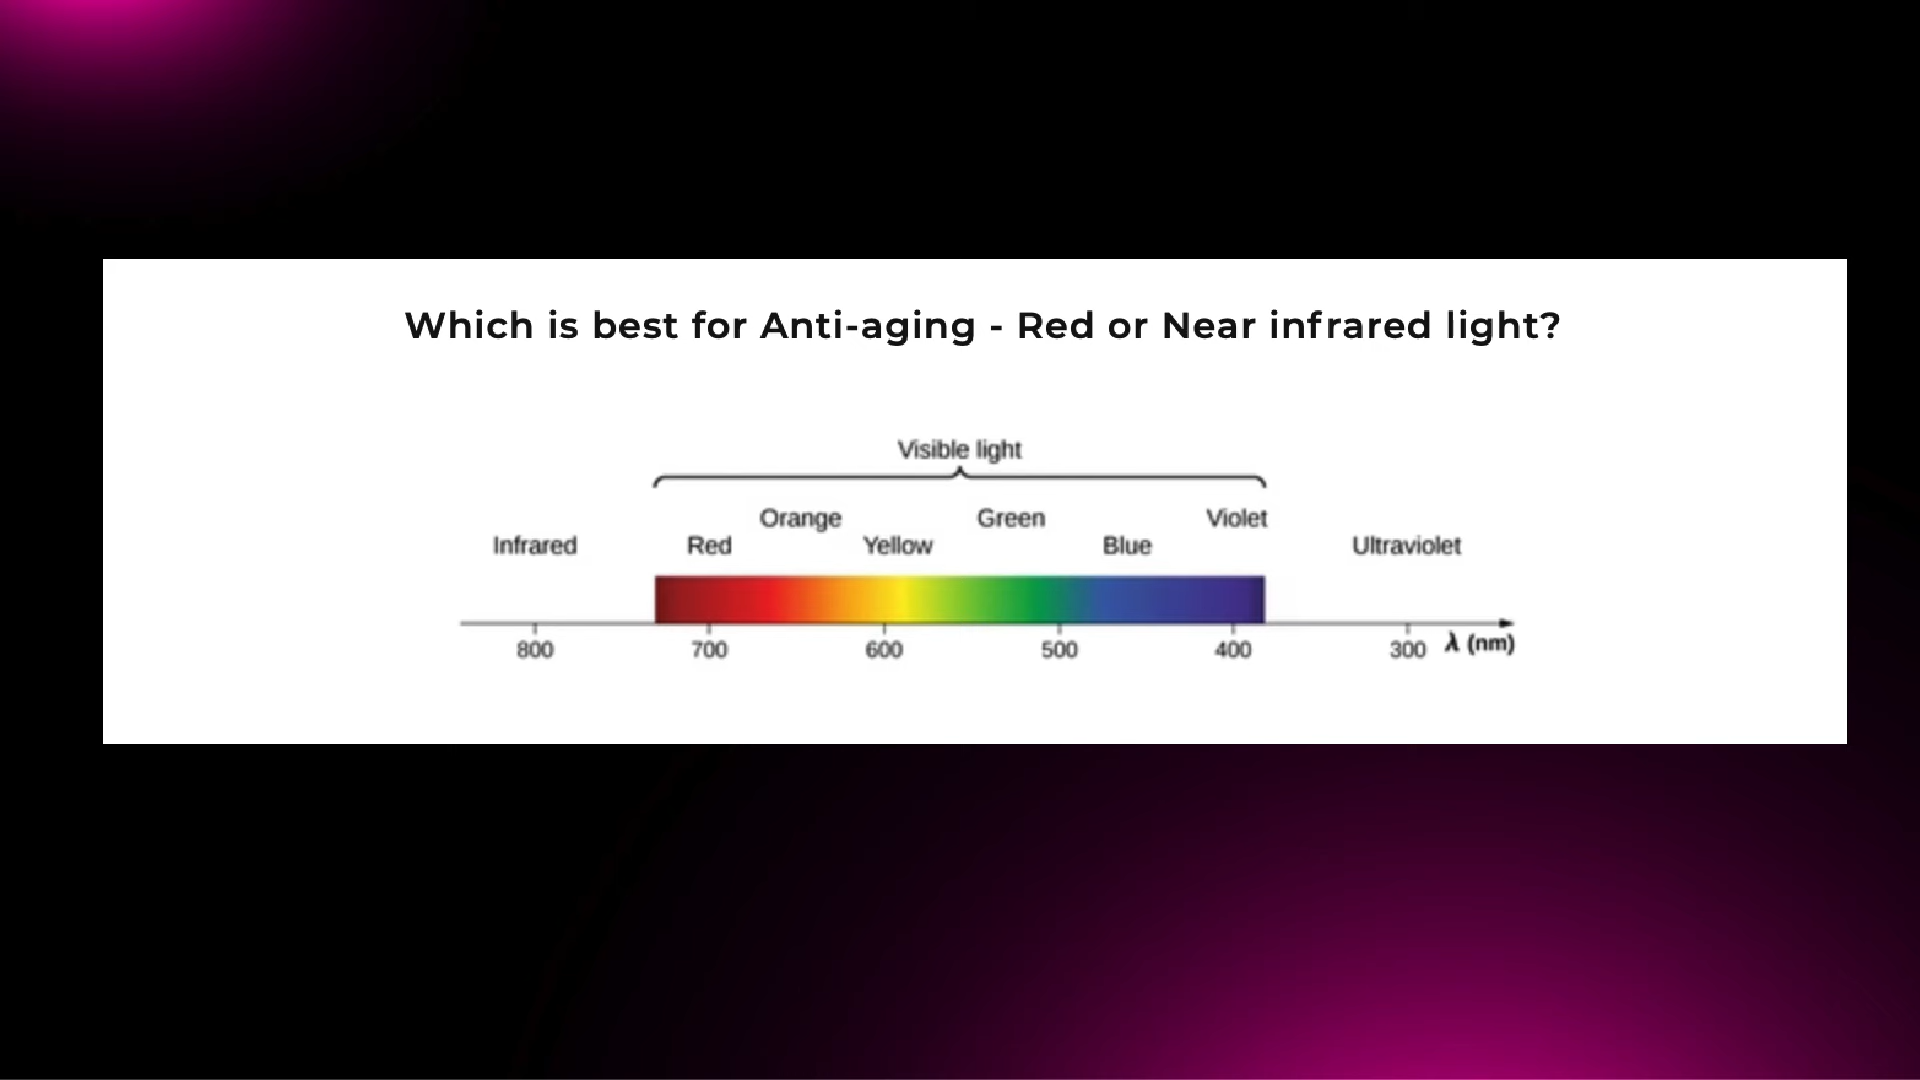 Which is best for Anti-aging - Red or Near infrared light?
Visible light
Orange Green Violet
Infrared Red Yellow Blue Ultraviolet
800 700 600 500 400 300 λ (nm)